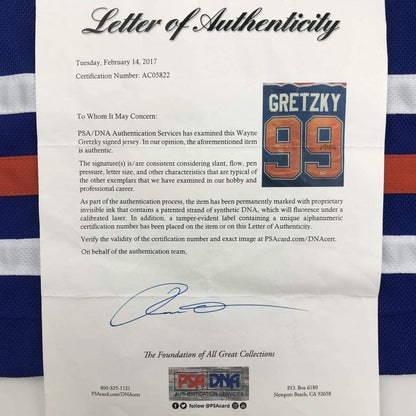 Letter of Authenticity
Tuesday, February 14, 2017
Certification Number: AC05822
GRETZKY
99
To Whom It May Concern:
PSA/DNA Authentication Services has examined this Wayne
Gretzky signed jersey. In our opinion, the aforementioned item
is authentic.
The signature(s) is/are consistent considering slant, flow, pen
pressure, letter size, and other characteristics that are typical of
the other exemplars that we have examined in our hobby and
professional career.
As part of the authentication process, the item has been permanently marked with proprietary
invisible ink that contains a patented strand of synthetic DNA, which will fluoresce under a
calibrated laser. In addition, a tamper-evident label containing a unique alphanumeric
certification number has been placed on the item or on this Letter of Authenticity.
Verify the validity of the certification number and exact image at PSAcard.com/DNAcert.
On behalf of the authentication team,
The Foundation of All Great Collections
800-325-1121
PSAcard.com/DNAcert
PSA DNA
AUTHENTICATION SERVICES
follow @PSAcard
P.O. Box 6180
Newport Beach, CA 92658